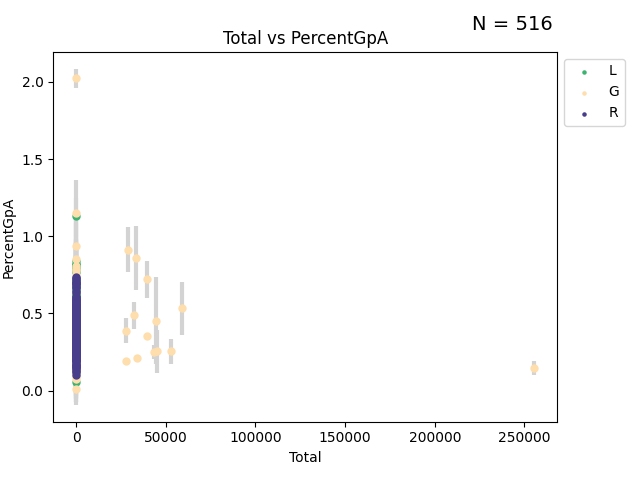 N = 516
Total vs PercentGpA
L
G
R
PercentGpA
2.0
1.5
1.0
0.5
0.0
0 50000 100000 150000 200000 250000
Total